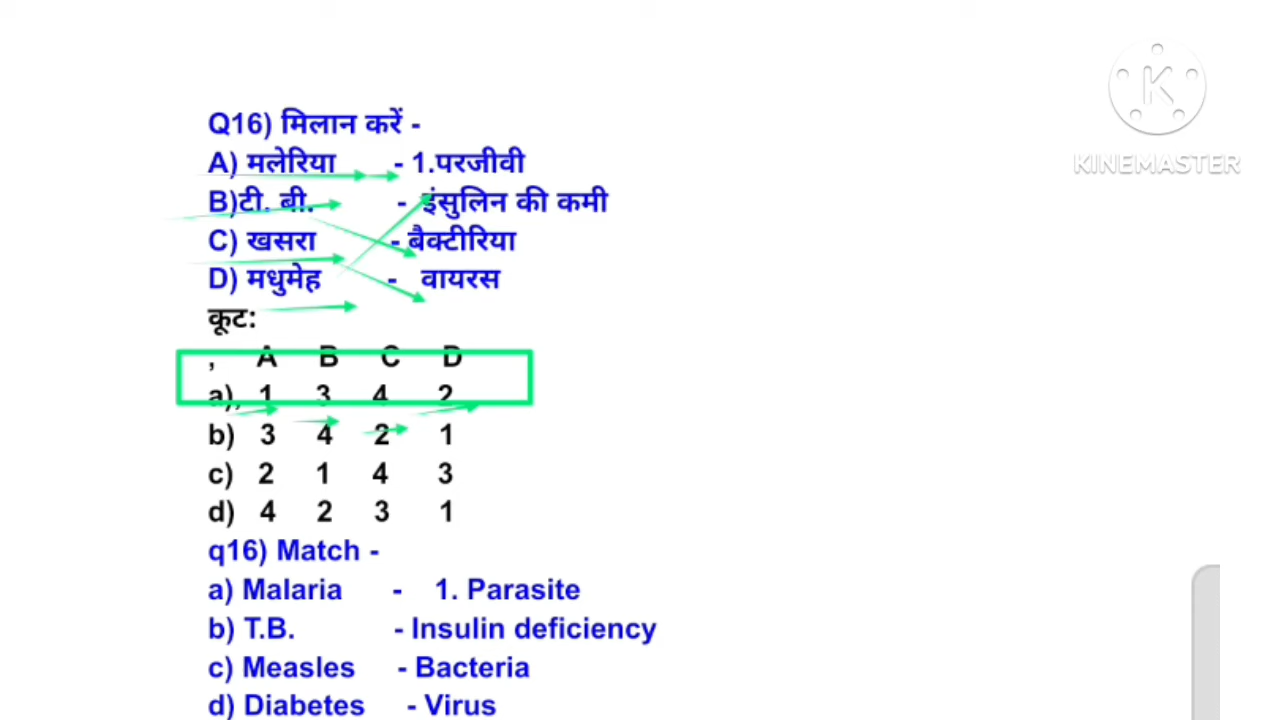 KINEMASTER
Q16) मिलान करें -
A) मलेरिया - 1.परजीवी
B)टी. बी. - इंसुलिन की कमी
C) खसरा - बैक्टीरिया
D) मधुमेह - वायरस
कूट:
, A B C D
a), 1 3 4 2
b) 3 4 2 1
c) 2 1 4 3
d) 4 2 3 1
q16) Match -
a) Malaria - 1. Parasite
b) T.B. - Insulin deficiency
c) Measles - Bacteria
d) Diabetes - Virus